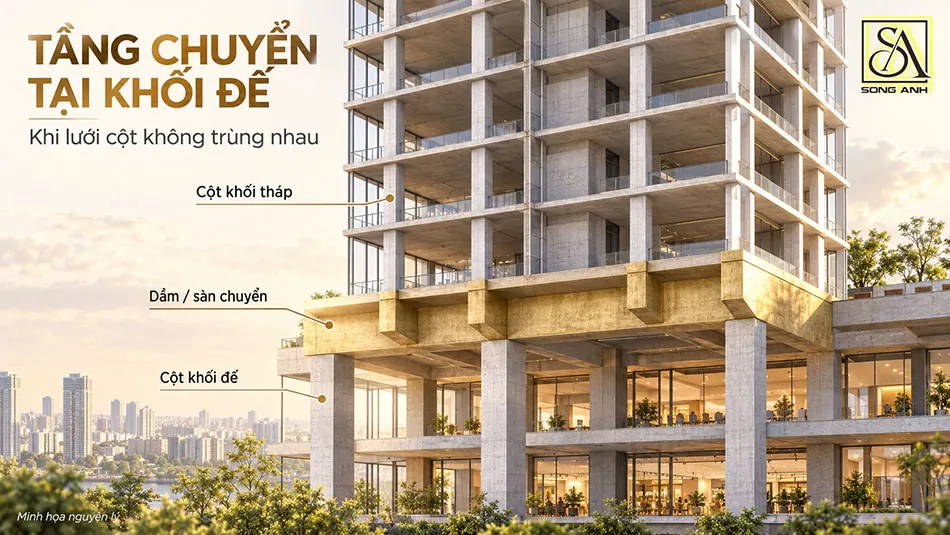 TẦNG CHUYỂN
TẠI KHỐI ĐẾ
Khi lưới cột không trùng nhau
SA
SONG ANH
Cột khối tháp
Dầm / sàn chuyển
Cột khối đế
Minh họa nguyên lý